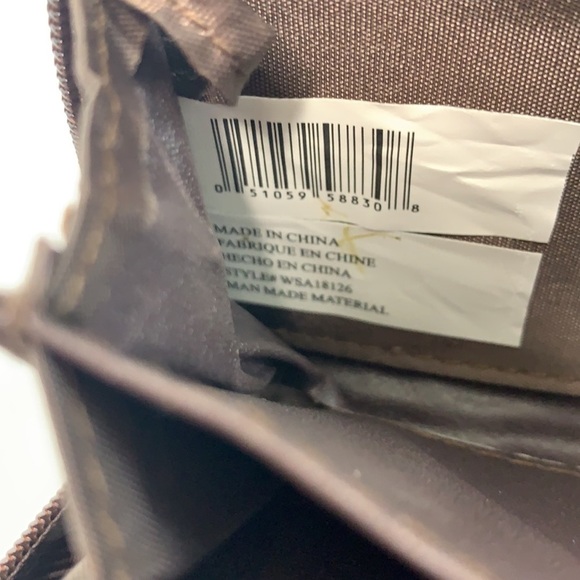 0 51059 58830 8
MADE IN CHINA
FABRIQUE EN CHINE
HECHO EN CHINA
STYLE# WSA18126
MAN MADE MATERIAL